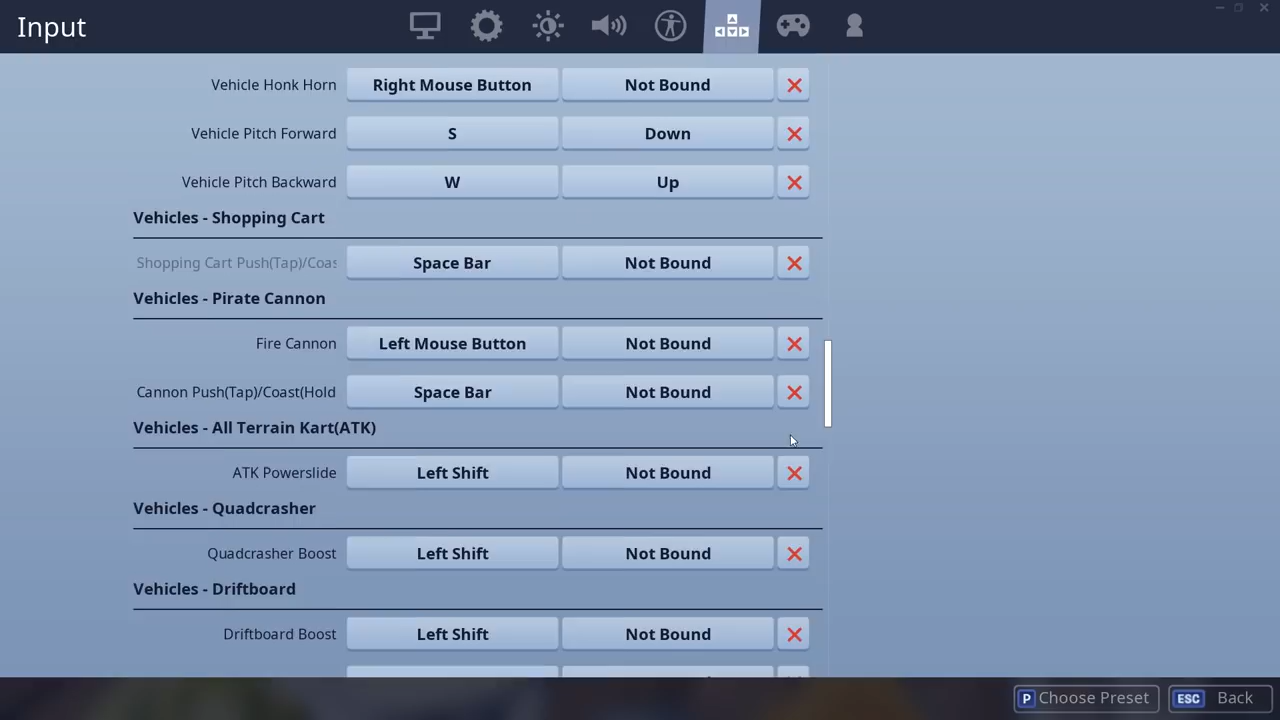 Input
Vehicle Honk Horn Right Mouse Button Not Bound
Vehicle Pitch Forward S Down
Vehicle Pitch Backward W Up
Vehicles - Shopping Cart
Shopping Cart Push(Tap)/Coas Space Bar Not Bound
Vehicles - Pirate Cannon
Fire Cannon Left Mouse Button Not Bound
Cannon Push(Tap)/Coast(Hold Space Bar Not Bound
Vehicles - All Terrain Kart(ATK)
ATK Powerslide Left Shift Not Bound
Vehicles - Quadcrasher
Quadcrasher Boost Left Shift Not Bound
Vehicles - Driftboard
Driftboard Boost Left Shift Not Bound
P Choose Preset ESC Back